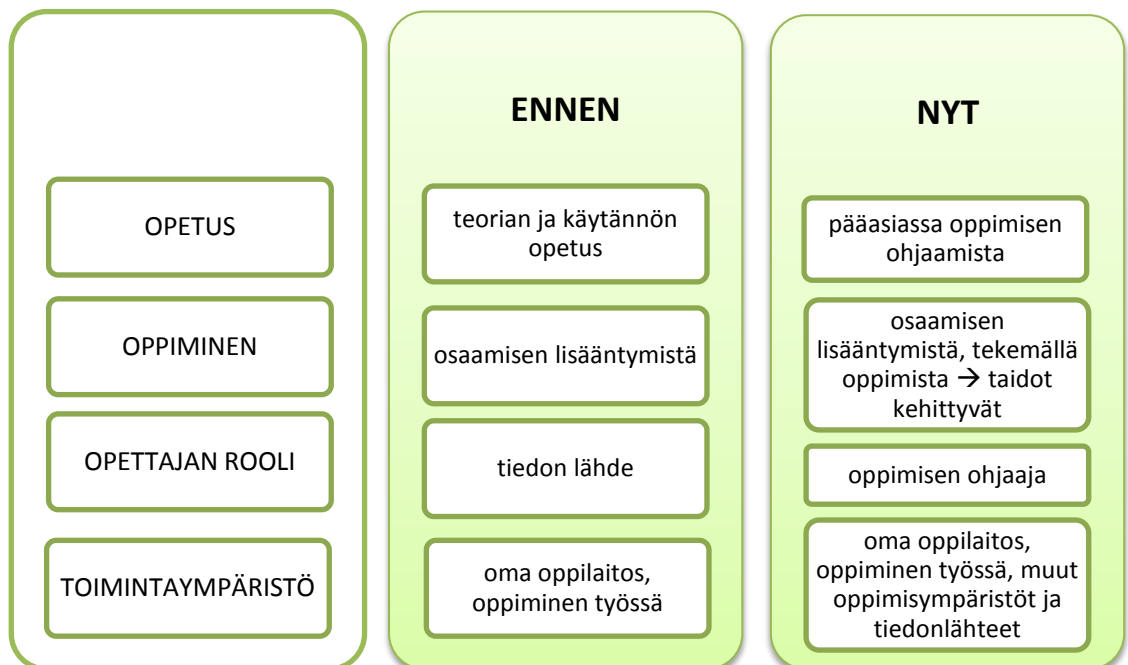 ENNEN
NYT
OPETUS
teorian ja käytännön
opetus
pääasiassa oppimisen
ohjaamista
OPPIMINEN
osaamisen lisääntymistä
osaamisen
lisääntymistä, tekemällä
oppimista → taidot
kehittyvät
OPETTAJAN ROOLI
tiedon lähde
oppimisen ohjaaja
TOIMINTAYMPÄRISTÖ
oma oppilaitos,
oppiminen työssä
oma oppilaitos,
oppiminen työssä, muut
oppimisympäristöt ja
tiedonlähteet